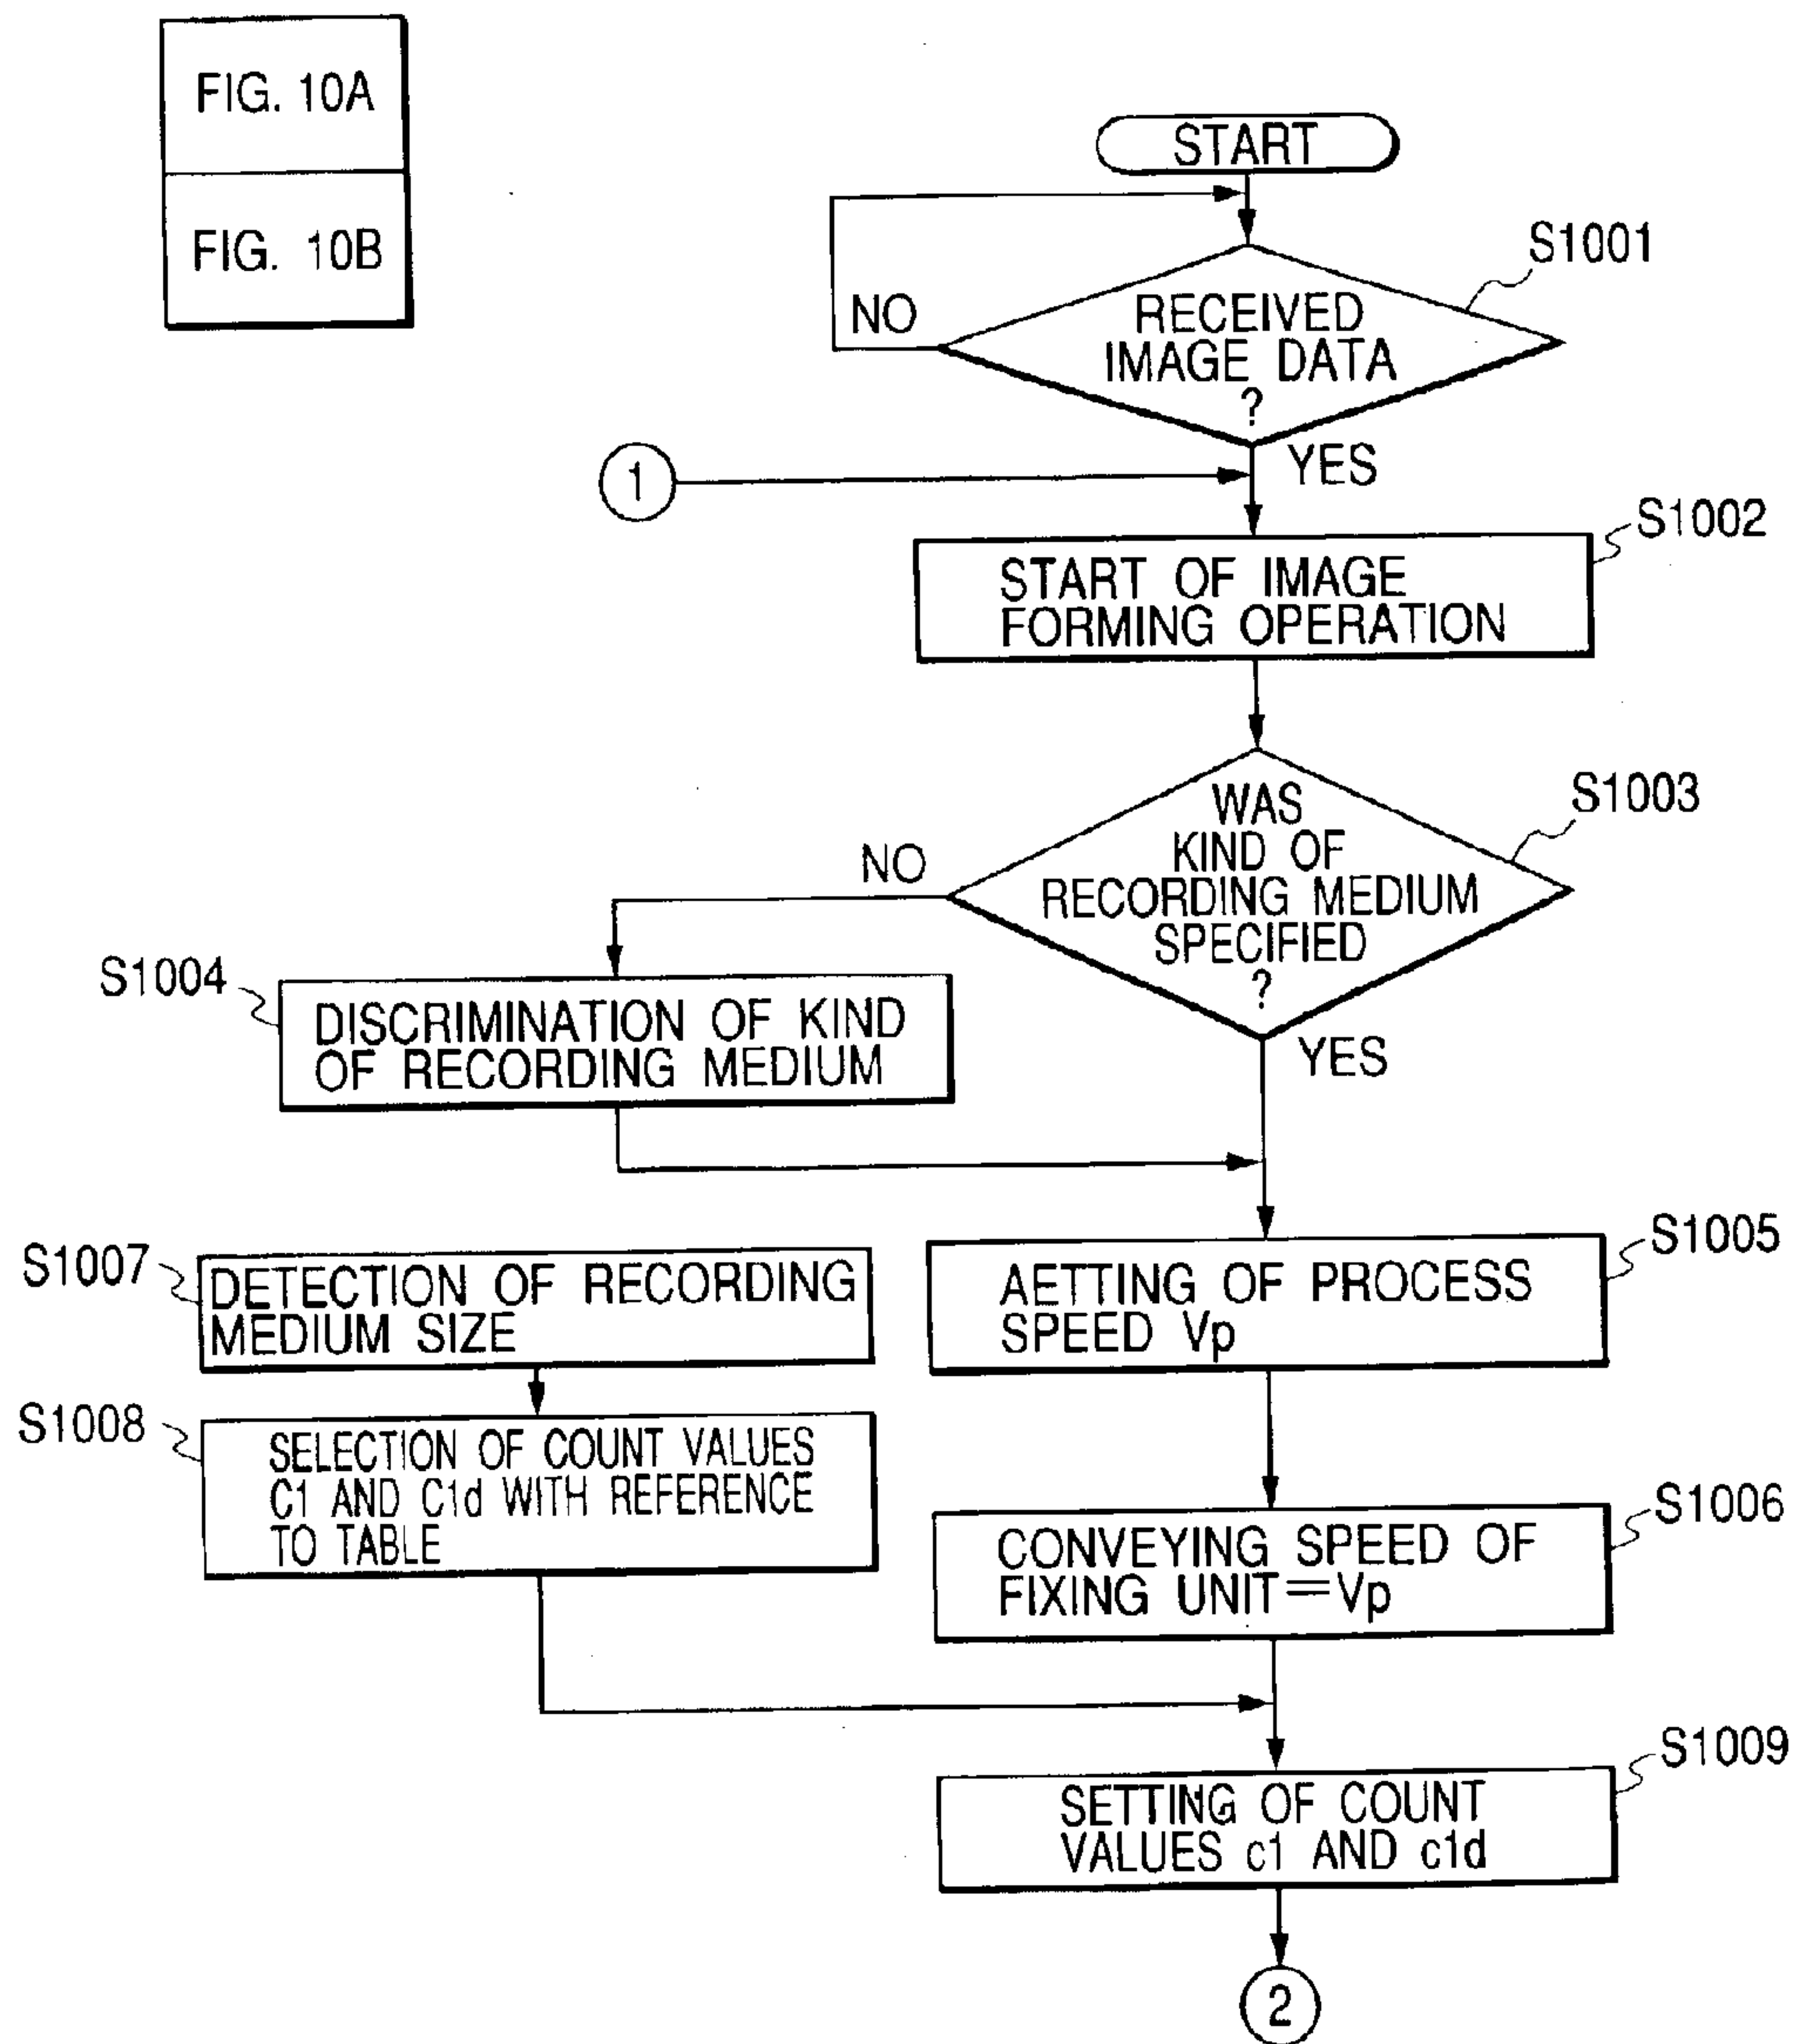 FIG. 10A
FIG. 10B
START
S1001
RECEIVED
IMAGE DATA
?
NO
YES
1
S1002
START OF IMAGE
FORMING OPERATION
S1003
WAS
KIND OF
RECORDING MEDIUM
SPECIFIED
?
NO
YES
S1004
DISCRIMINATION OF KIND
OF RECORDING MEDIUM
S1007
DETECTION OF RECORDING
MEDIUM SIZE
S1005
AETTING OF PROCESS
SPEED Vp
S1008
SELECTION OF COUNT VALUES
C1 AND C1d WITH REFERENCE
TO TABLE
S1006
CONVEYING SPEED OF
FIXING UNIT=Vp
S1009
SETTING OF COUNT
VALUES c1 AND c1d
2